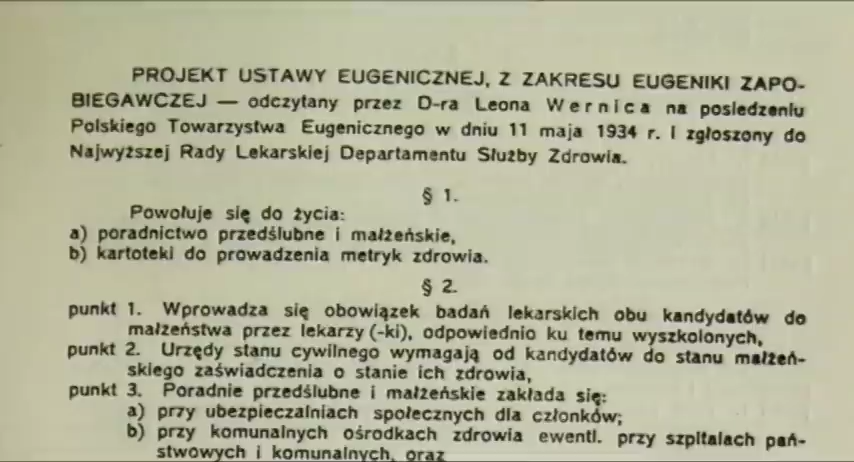 PROJEKT USTAWY EUGENICZNEJ, Z ZAKRESU EUGENIKI ZAPO-
BIEGAWCZEJ — odczytany przez D-ra Leona Wernica na posiedzeniu
Polskiego Towarzystwa Eugenicznego w dniu 11 maja 1934 r. i zgłoszony do
Najwyższej Rady Lekarskiej Departamentu Służby Zdrowia.
§ 1.
Powołuje się do życia:
a) poradnictwo przedślubne i małżeńskie,
b) kartoteki do prowadzenia metryk zdrowia.
§ 2.
punkt 1. Wprowadza się obowiązek badań lekarskich obu kandydatów do
małżeństwa przez lekarzy (-ki), odpowiednio ku temu wyszkolonych,
punkt 2. Urzędy stanu cywilnego wymagają od kandydatów do stanu małżeń-
skiego zaświadczenia o stanie ich zdrowia,
punkt 3. Poradnie przedślubne i małżeńskie zakłada się:
a) przy ubezpieczalniach społecznych dla członków;
b) przy komunalnych ośrodkach zdrowia ewentl. przy szpitalach pań-
stwowych i komunalnych, oraz